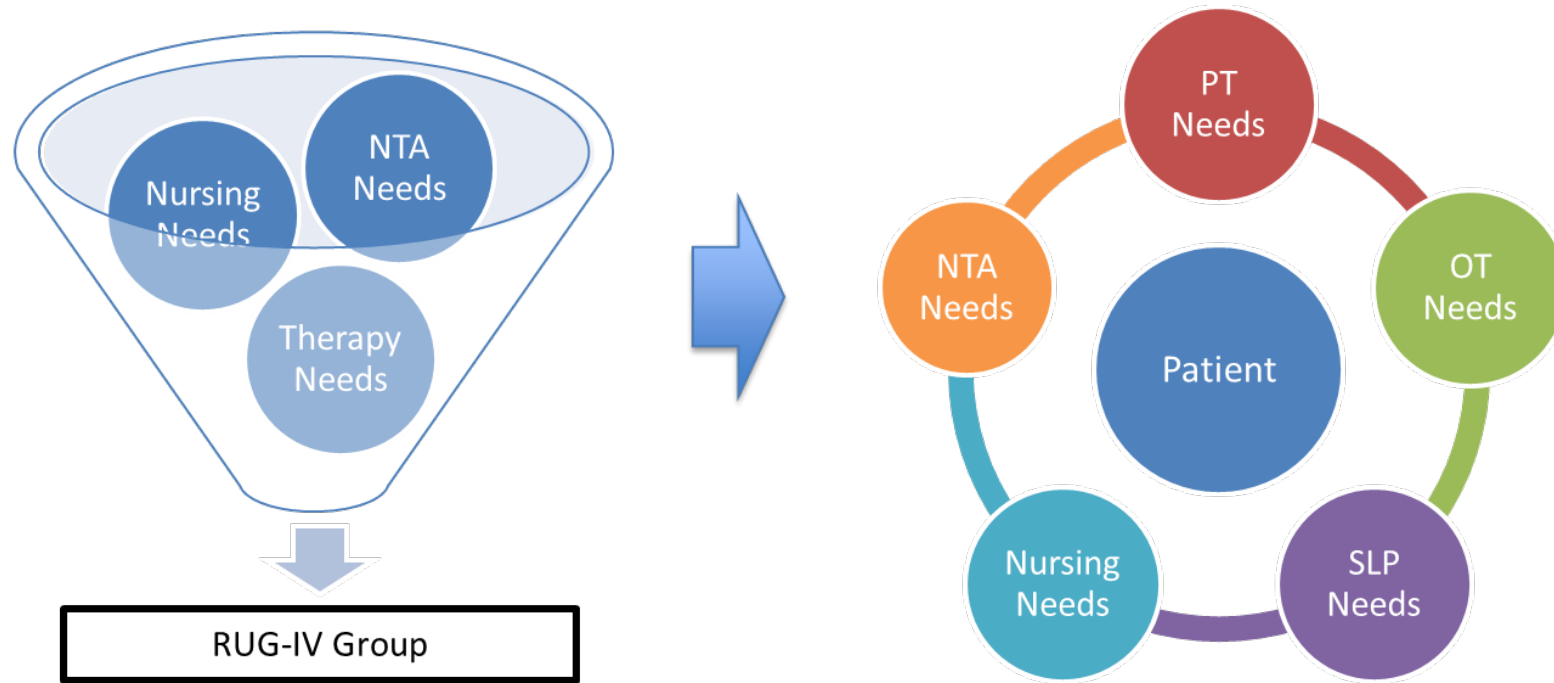 NTA
Needs
Nursing
Needs
Therapy
Needs
RUG-IV Group
PT
Needs
NTA
Needs
OT
Needs
Patient
Nursing
Needs
SLP
Needs